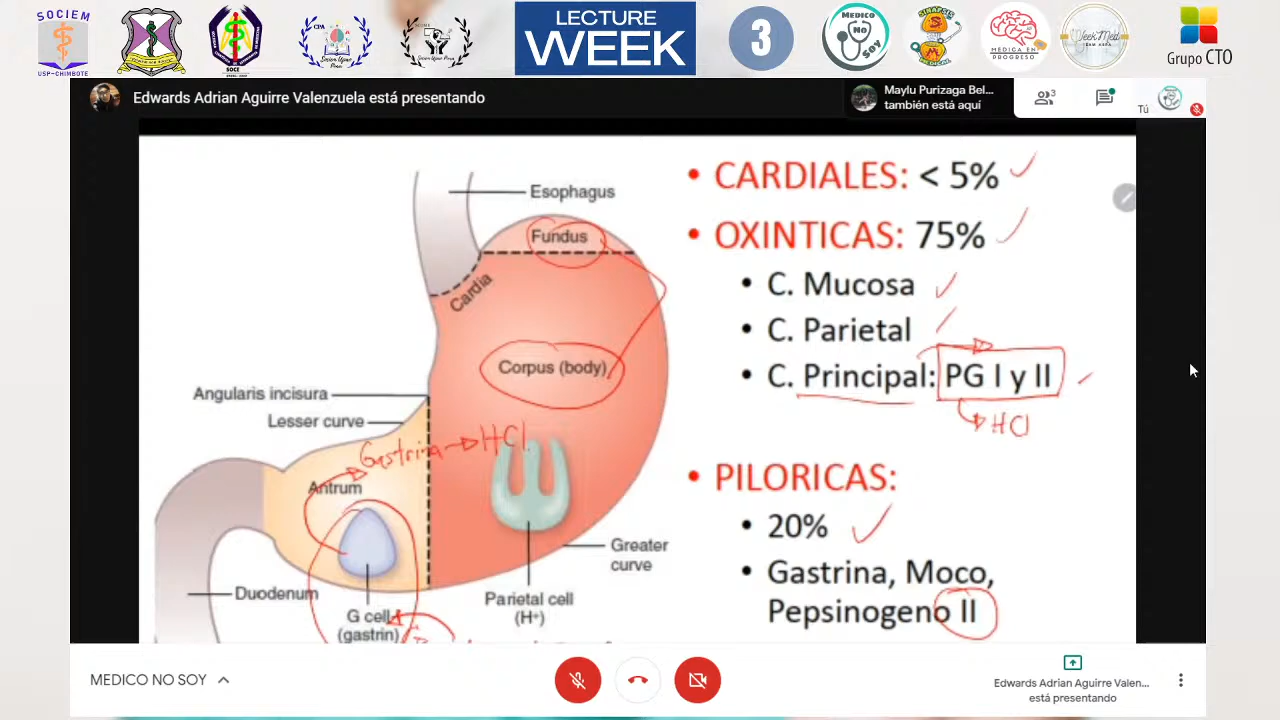 SOCIEM
USP-CHIMBOTE
LECTURE
WEEK
3
MEDICO
No
SOY
SINAPSIS
MEDICA EN
PROGRESO
Grupo CTO
Edwards Adrian Aguirre Valenzuela está presentando
Maylu Purizaga Bel...
también está aquí
3
Tú
Esophagus
Fundus
Cardia
Corpus (body)
Angularis incisura
Lesser curve
Gastrina → HCl
Antrum
Greater
curve
Duodenum
G cell
(gastrin)
Parietal cell
(H+)
• CARDIALES: < 5%
• OXINTICAS: 75%
• C. Mucosa
• C. Parietal
• C. Principal: PG I y II
HCl
• PILORICAS:
• 20%
• Gastrina, Moco,
Pepsinogeno II
MEDICO NO SOY
Edwards Adrian Aguirre Valen...
está presentando